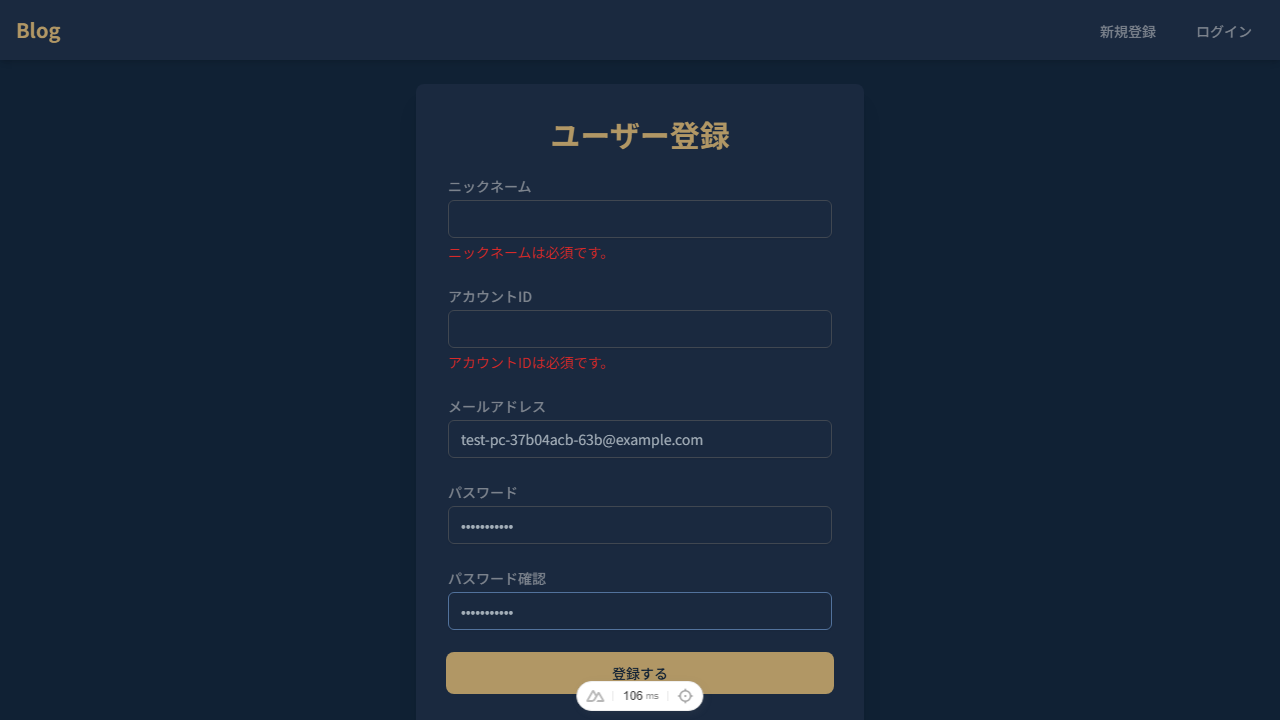 Blog
新規登録
ログイン
ユーザー登録
ニックネーム
ニックネームは必須です。
アカウントID
アカウントIDは必須です。
メールアドレス
test-pc-37b04acb-63b@example.com
パスワード
•••••••••••
パスワード確認
•••••••••••
登録する
106 ms